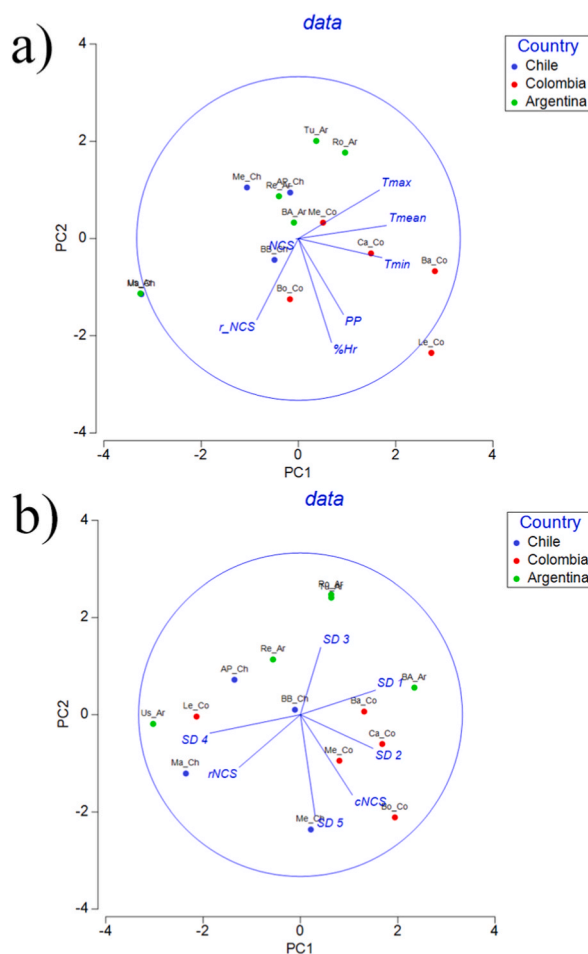 a)
data
Country
Chile
Colombia
Argentina
4
2
0
-2
-4
PC2
Tu_Ar
Ro_Ar
Me_Ch
Re_Ar
AP_Ch
Tmax
BA_Ar
Me_Co
Tmean
NCS
BB_Ch
Ca_Co
Tmin
Ba_Co
Bo_Co
PP
r_NCS
%Hr
Le_Co
-4
-2
0
2
4
PC1
b)
data
Country
Chile
Colombia
Argentina
4
2
0
-2
-4
PC2
Ro_Ar
SD 3
Re_Ar
AP_Ch
SD 1
BA_Ar
BB_Ch
Ba_Co
Le_Co
Us_Ar
SD 4
Ca_Co
SD 2
Me_Co
rNCS
Ma_Ch
cNCS
Me_Ch
SD 5
Bo_Co
-4
-2
0
2
4
PC1